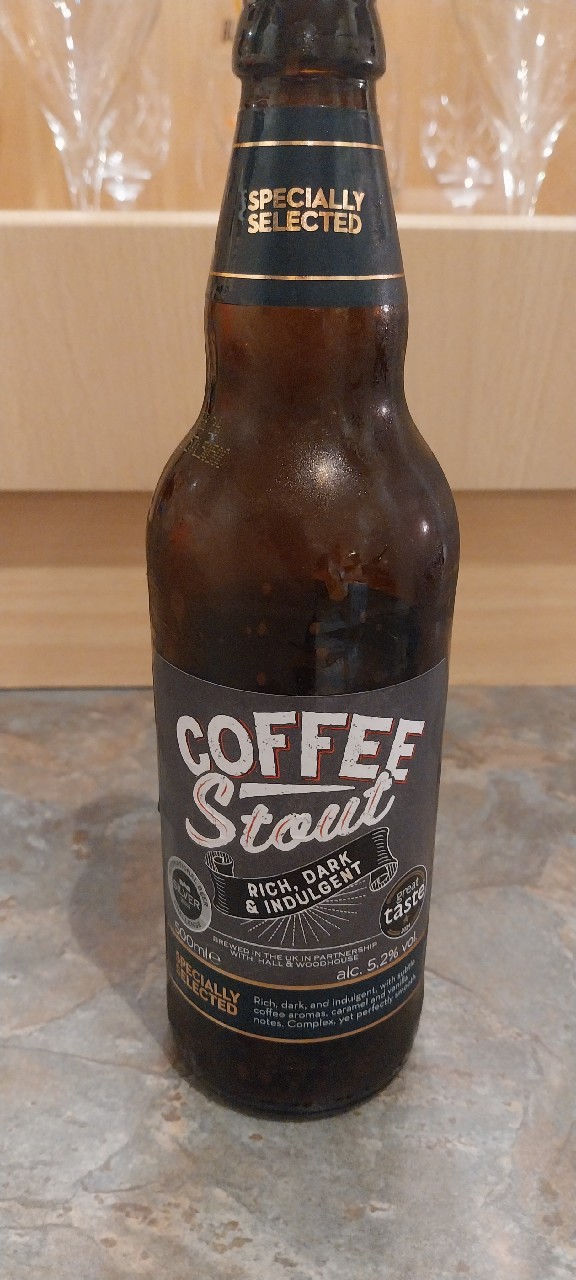 SPECIALLY
SELECTED
COFFEE
Stout
RICH, DARK
& INDULGENT
SILVER
great
taste
BREWED IN THE UK IN PARTNERSHIP
WITH HALL & WOODHOUSE
500ml℮
alc. 5.2% vol
SPECIALLY
SELECTED
Rich, dark, and indulgent, with subtle
coffee aromas, caramel and vanilla
notes. Complex, yet perfectly smooth.